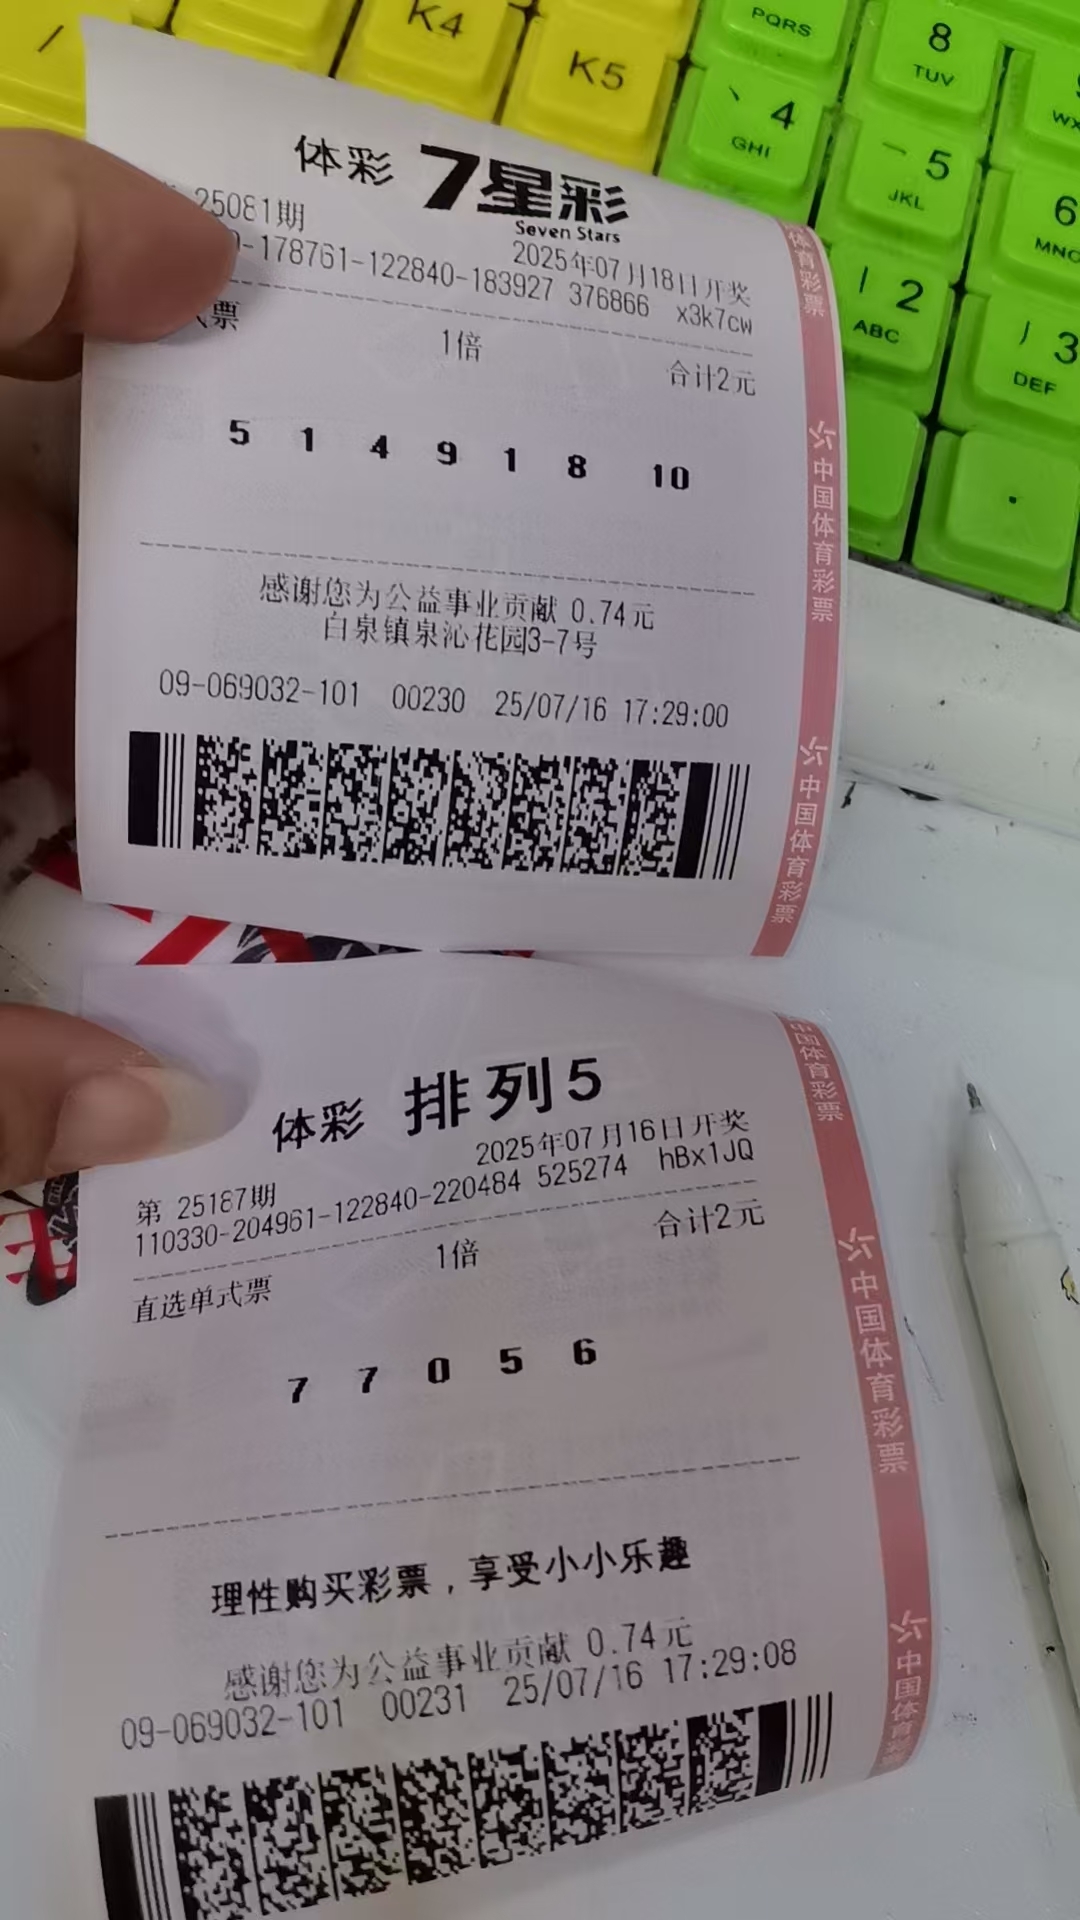 /
K4
K5
PQRS
8
TUV
4
GHI
5
JKL
6
MNO
2
ABC
3
DEF
体彩 7星彩
Seven Stars
25081期
2025年07月18日开奖
-178761-122840-183927 376866 x3k7cw
票
1倍
合计2元
5 1 4 9 1 8 10
感谢您为公益事业贡献 0.74元
白泉镇泉沁花园3-7号
09-069032-101 00230 25/07/16 17:29:00
体育彩票
中国体育彩票
中国体育彩票
体彩 排列5
2025年07月16日开奖
第 25187期
110330-204961-122840-220484 525274 hBx1JQ
1倍
合计2元
直选单式票
7 7 0 5 6
理性购买彩票，享受小小乐趣
感谢您为公益事业贡献 0.74元
09-069032-101 00231 25/07/16 17:29:08
中国体育彩票
中国体育彩票
中国体育彩